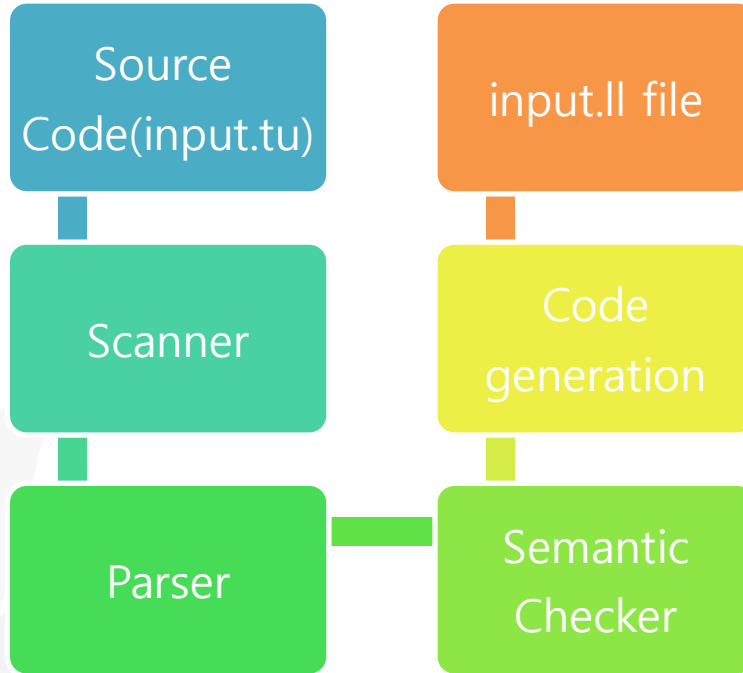 Source
Code(input.tu)
Scanner
Parser
Semantic
Checker
Code
generation
input.ll file